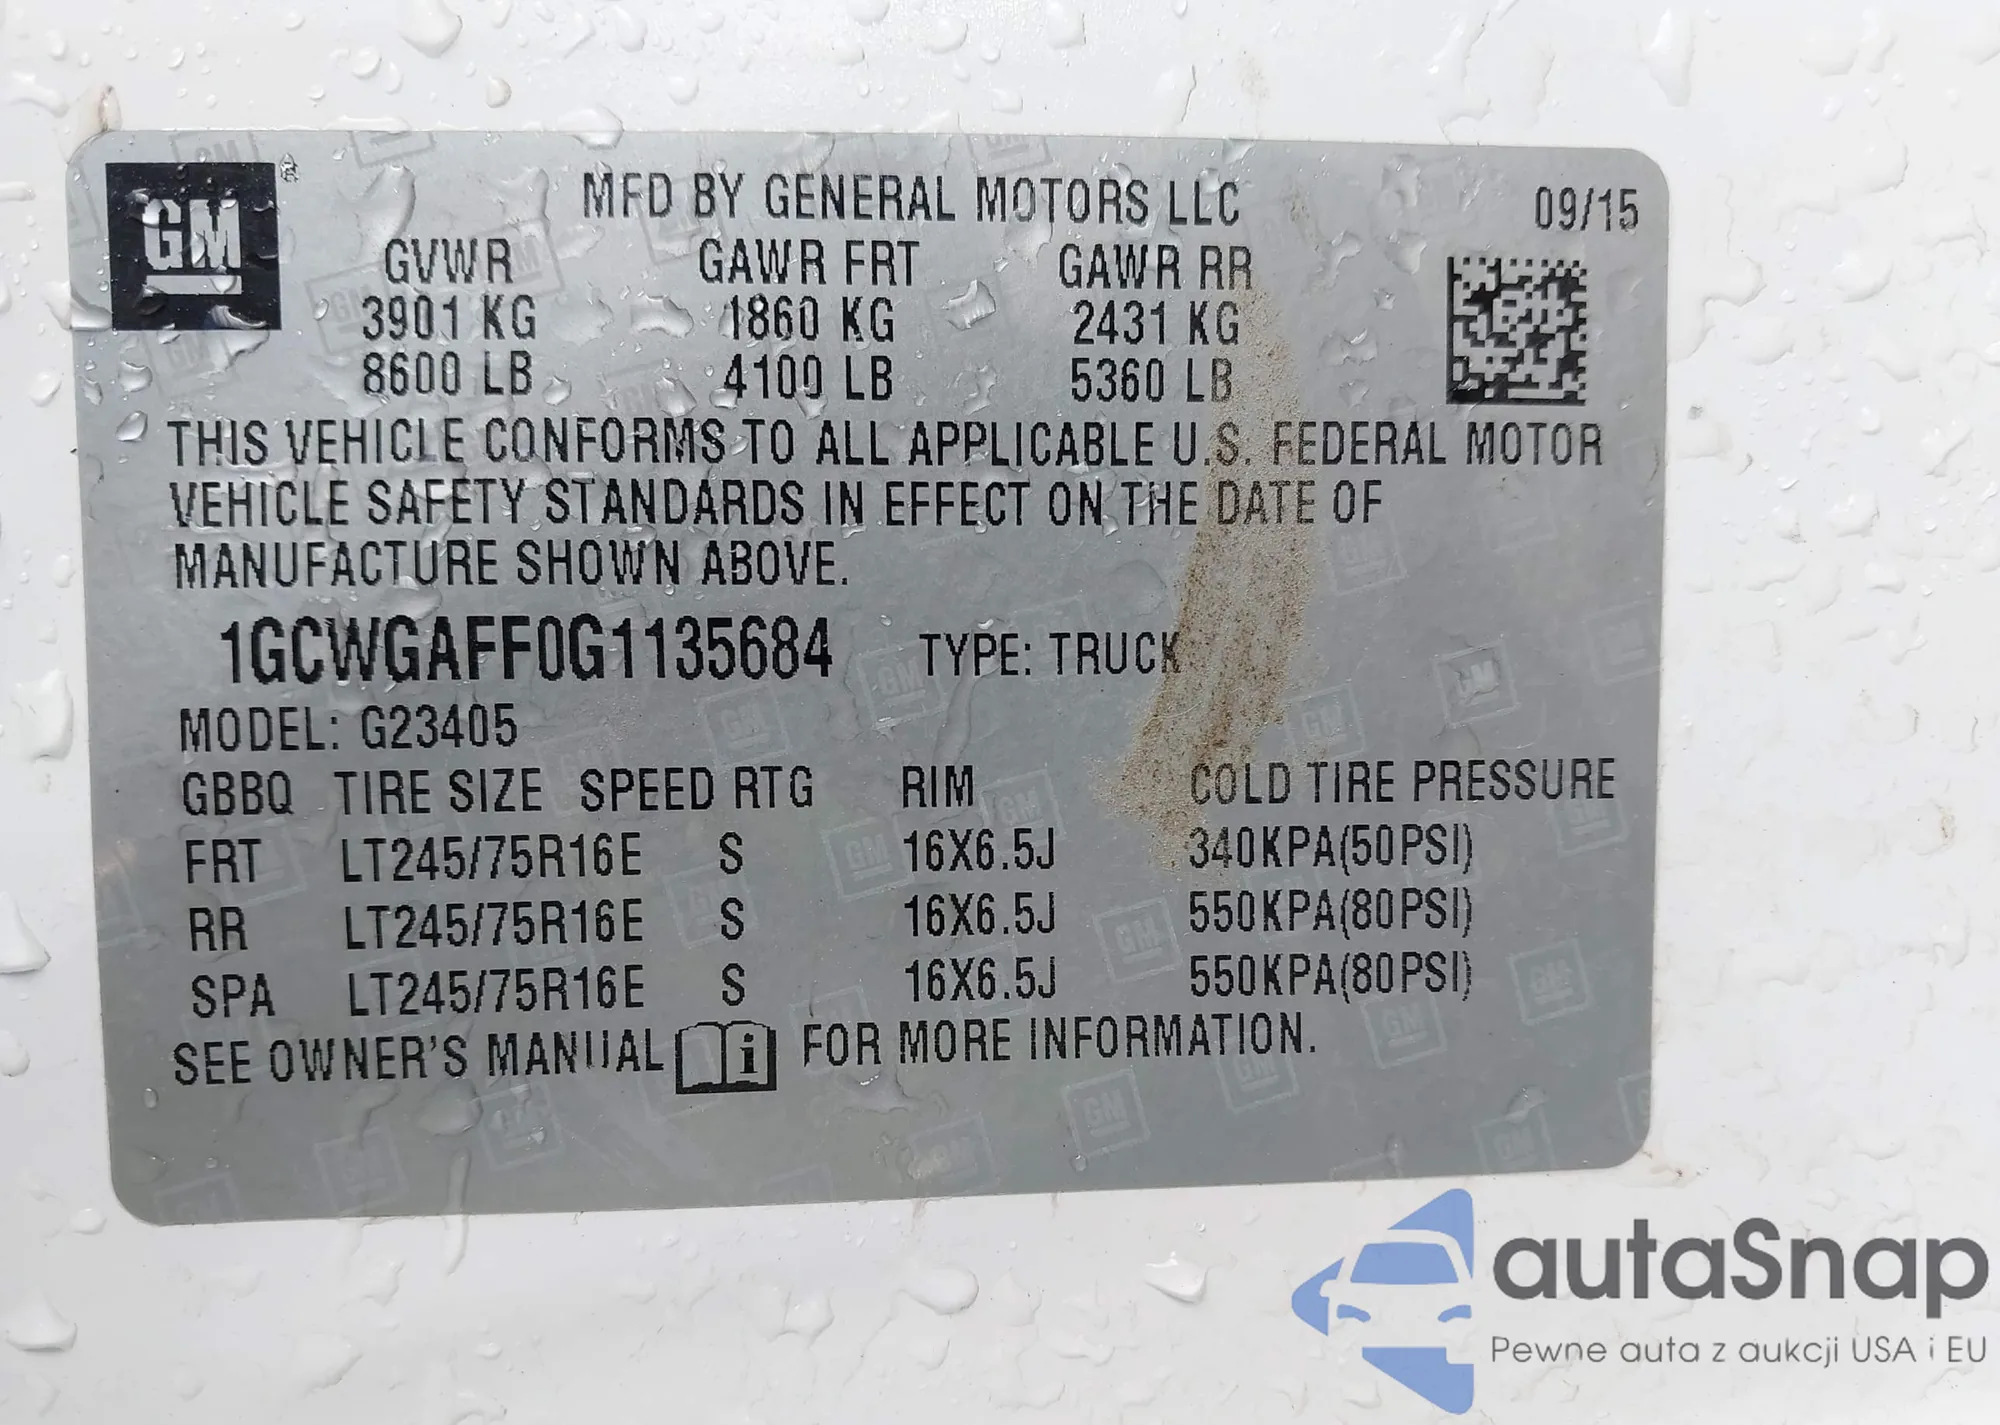 GM
MFD BY GENERAL MOTORS LLC 09/15
GVWR GAWR FRT GAWR RR
3901 KG 1860 KG 2431 KG
8600 LB 4100 LB 5360 LB
THIS VEHICLE CONFORMS TO ALL APPLICABLE U.S. FEDERAL MOTOR
VEHICLE SAFETY STANDARDS IN EFFECT ON THE DATE OF
MANUFACTURE SHOWN ABOVE.
1GCWGAFF0G1135684 TYPE: TRUCK
MODEL: G23405
GBBQ TIRE SIZE SPEED RTG RIM COLD TIRE PRESSURE
FRT LT245/75R16E S 16X6.5J 340KPA(50PSI)
RR LT245/75R16E S 16X6.5J 550KPA(80PSI)
SPA LT245/75R16E S 16X6.5J 550KPA(80PSI)
SEE OWNER'S MANUAL i FOR MORE INFORMATION.
autaSnap
Pewne auta z aukcji USA i EU